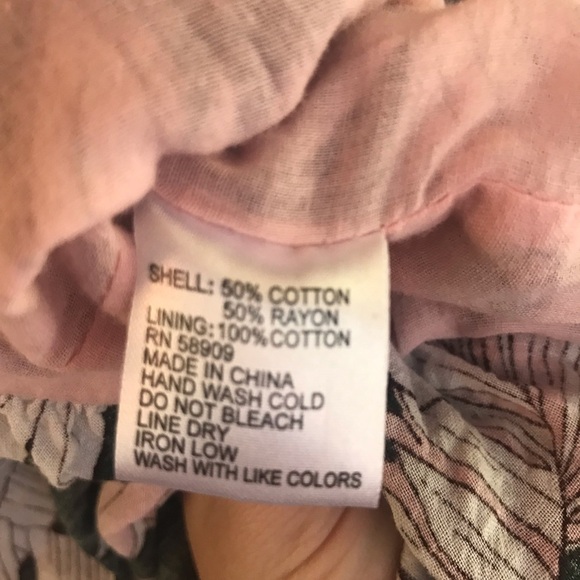 SHELL: 50% COTTON
50% RAYON
LINING: 100% COTTON
RN 58909
MADE IN CHINA
HAND WASH COLD
DO NOT BLEACH
LINE DRY
IRON LOW
WASH WITH LIKE COLORS